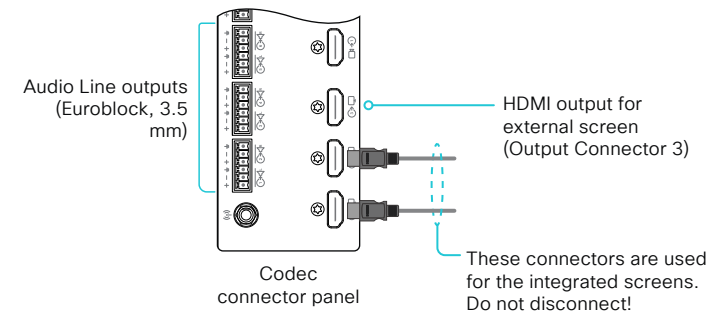 Audio Line outputs
(Euroblock, 3.5
mm)
HDMI output for
external screen
(Output Connector 3)
These connectors are used
for the integrated screens.
Do not disconnect!
Codec
connector panel